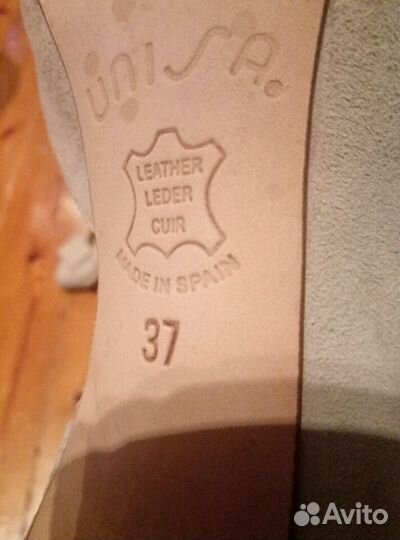 unisa
LEATHER
LEDER
CUIR
MADE IN SPAIN
37
Avito